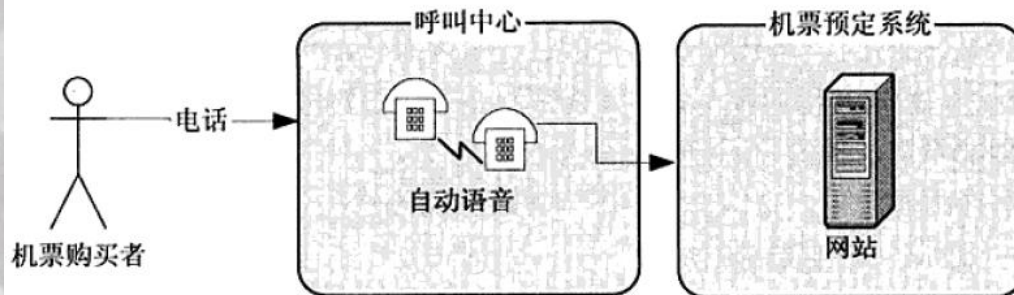 呼叫中心
机票预定系统
电话
自动语音
机票购买者
网站